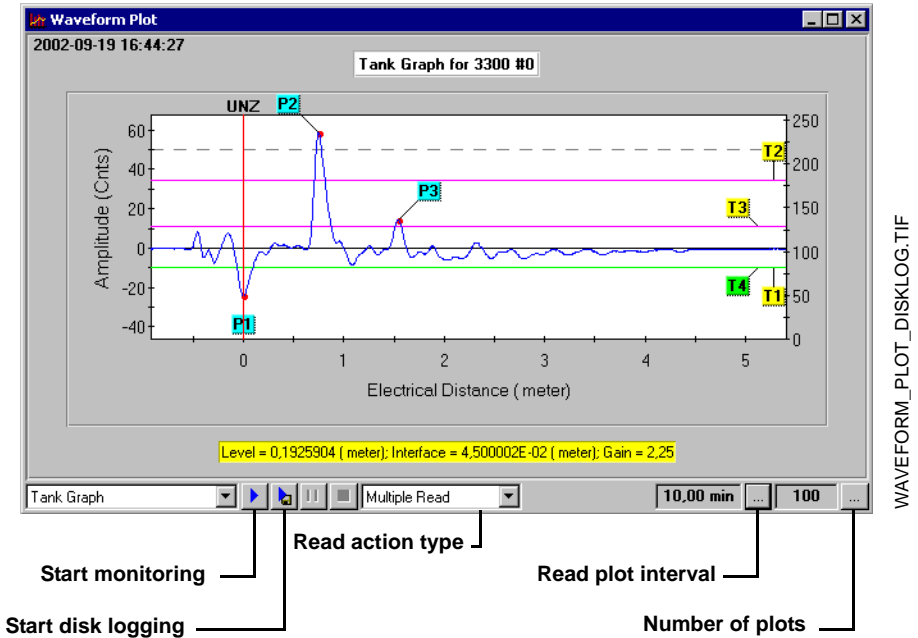 Waveform Plot
2002-09-19 16:44:27
Tank Graph for 3300 #0
UNZ P2
60
40
20
0
-20
-40
Amplitude (Cnts)
250
200
150
100
50
0
T2
P3
T3
T4
T1
P1
0 1 2 3 4 5
Electrical Distance ( meter)
Level = 0,1925904 ( meter); Interface = 4,500002E-02 ( meter); Gain = 2,25
Tank Graph Multiple Read 10,00 min ... 100 ...
Read action type
Start monitoring Read plot interval
Start disk logging Number of plots
WAVEFORM_PLOT_DISKLOG.TIF